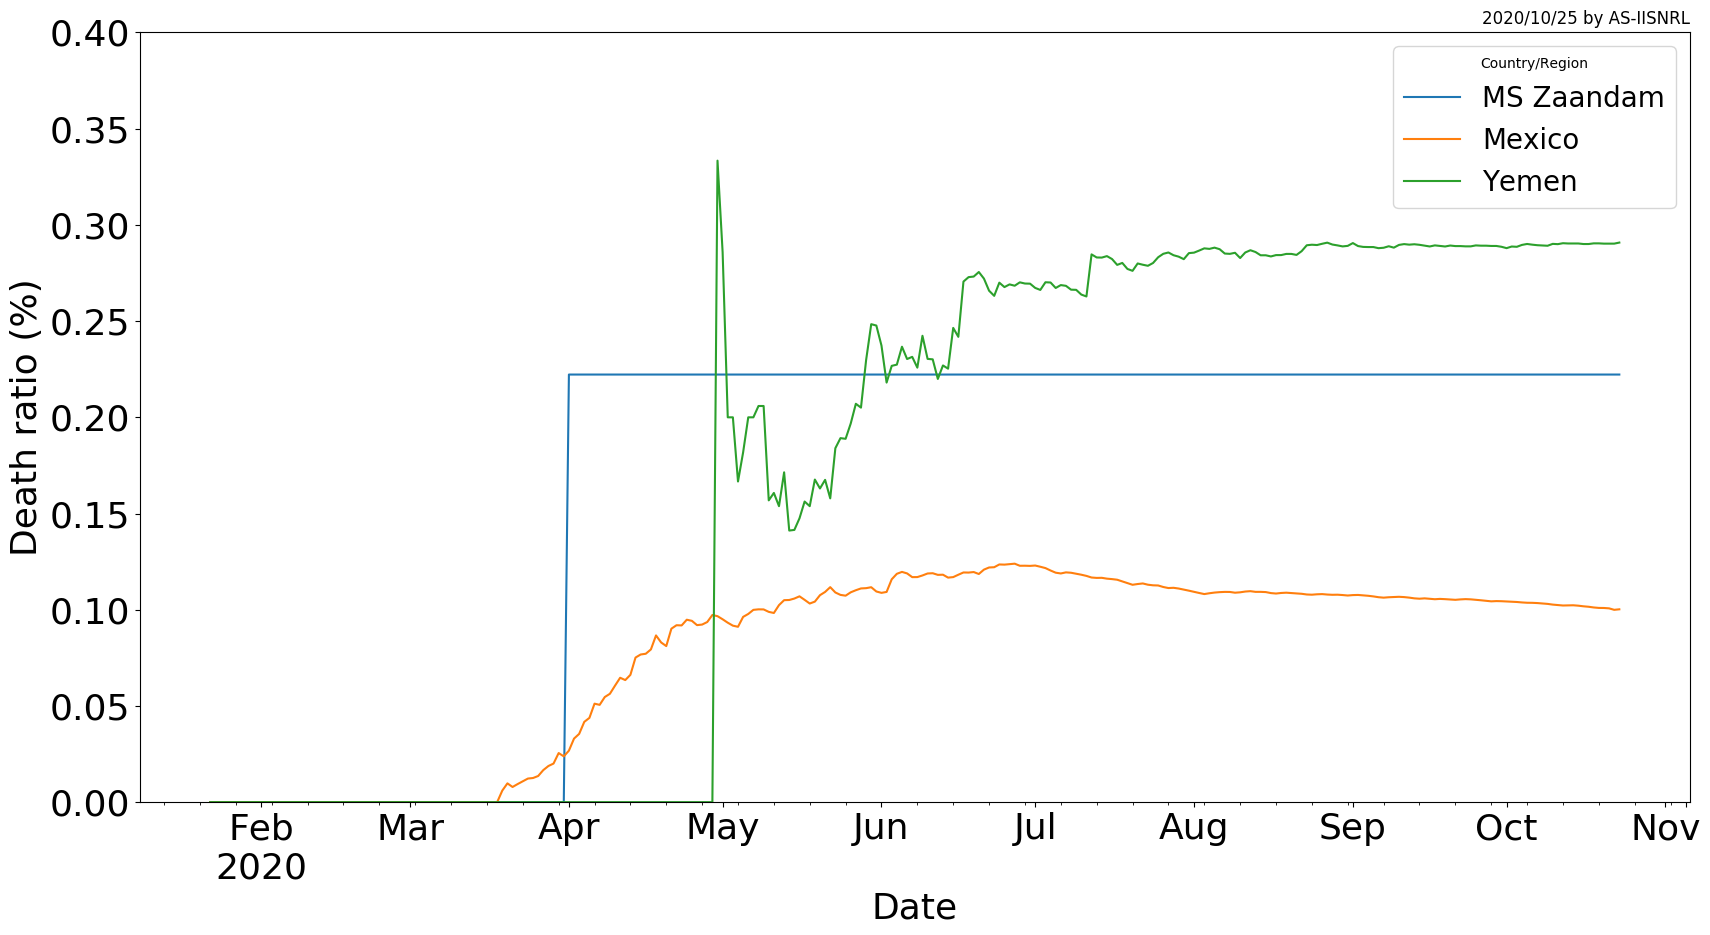 2020/10/25 by AS-IISNRL
0.40
0.35
0.30
0.25
0.20
0.15
0.10
0.05
0.00
Death ratio (%)
Country/Region
MS Zaandam
Mexico
Yemen
Feb Mar Apr May Jun Jul Aug Sep Oct Nov
2020
Date